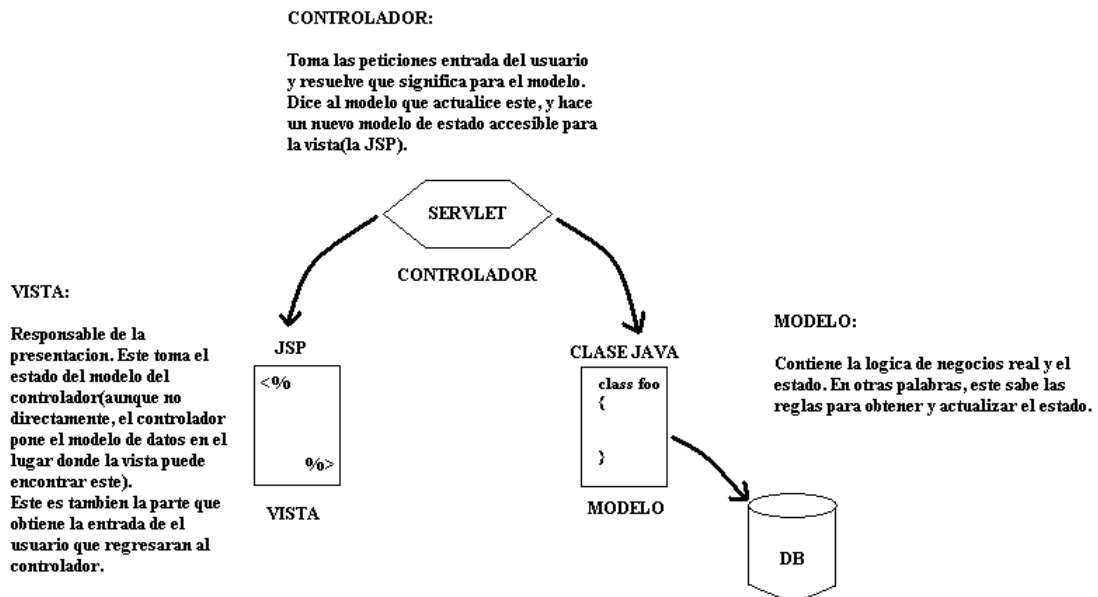 CONTROLADOR:
Toma las peticiones entrada del usuario
y resuelve que significa para el modelo.
Dice al modelo que actualice este, y hace
un nuevo modelo de estado accesible para
la vista(la JSP).
SERVLET
CONTROLADOR
VISTA:
Responsable de la
presentacion. Este toma el
estado del modelo del
controlador(aunque no
directamente, el controlador
pone el modelo de datos en el
lugar donde la vista puede
encontrar este).
Este es tambien la parte que
obtiene la entrada de el
usuario que regresaran al
controlador.
JSP
<%
%>
VISTA
CLASE JAVA
class foo
{
}
MODELO
MODELO:
Contiene la logica de negocios real y el
estado. En otras palabras, este sabe las
reglas para obtener y actualizar el estado.
DB